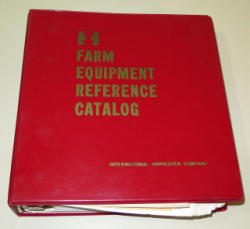 FARM
EQUIPMENT
REFERENCE
CATALOG
INTERNATIONAL HARVESTER COMPANY